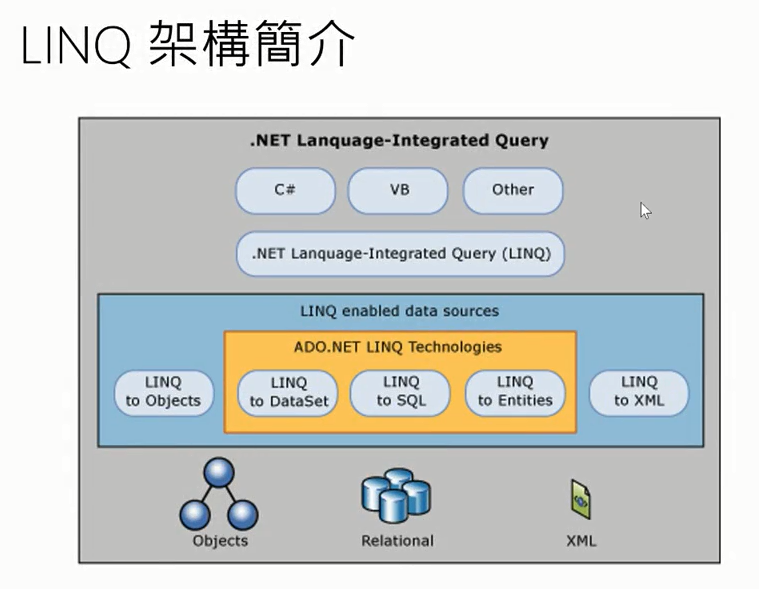 LINQ 架構簡介
.NET Lanquage-Integrated Query
C# VB Other
.NET Lanquage-Integrated Query (LINQ)
LINQ enabled data sources
ADO.NET LINQ Technologies
LINQ
to Objects
LINQ
to DataSet
LINQ
to SQL
LINQ
to Entities
LINQ
to XML
Objects Relational XML